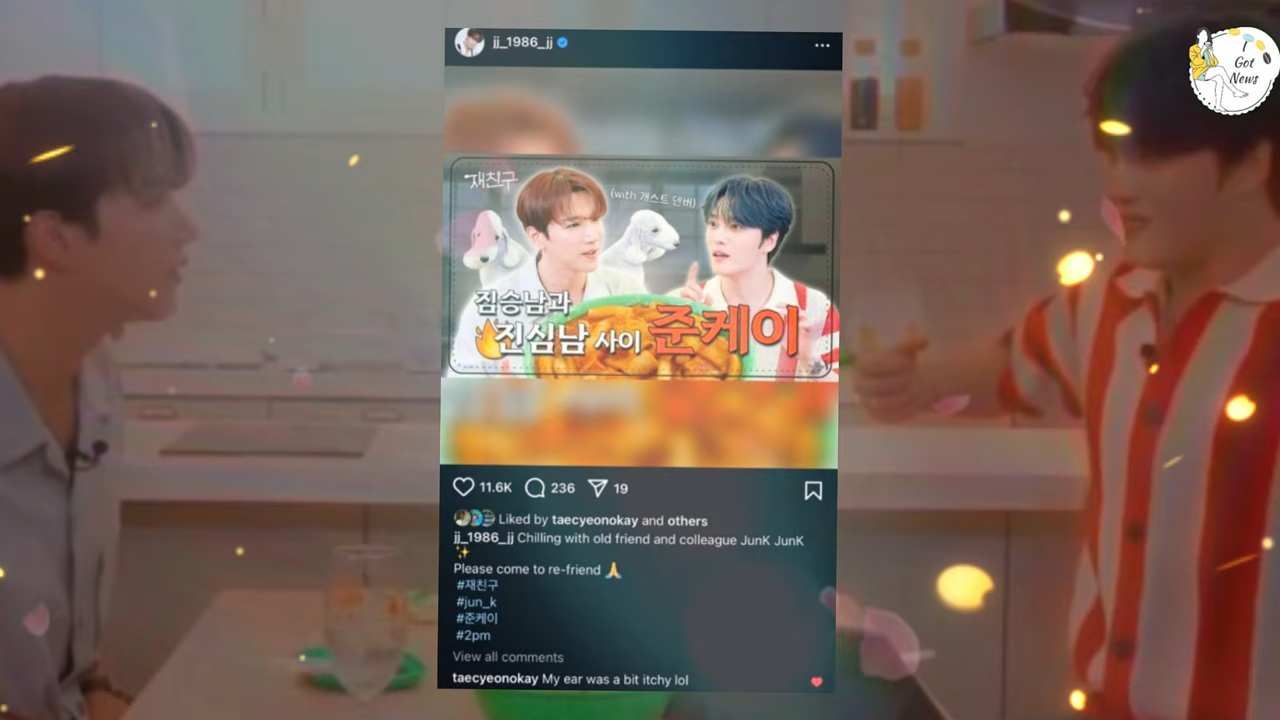 I
Got
News
jj_1986_jj
재친구
(with 개스트 덴버)
짐승남과
진심남 사이 준케이
11.6K 236 19
Liked by taecyeonokay and others
jj_1986_jj Chilling with old friend and colleague JunK JunK
✨
Please come to re-friend 🙏
#재친구
#jun_k
#준케이
#2pm
View all comments
taecyeonokay My ear was a bit itchy lol